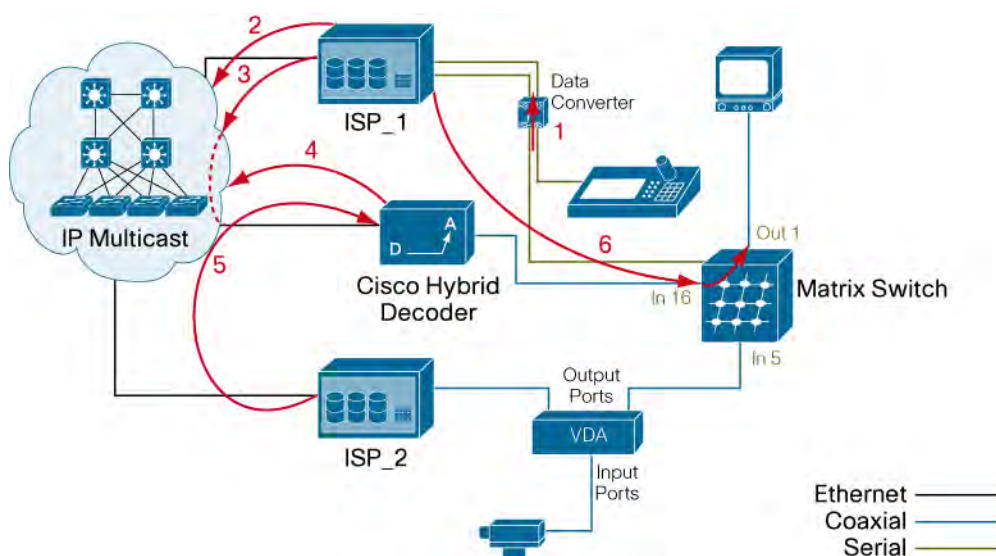 2
3
ISP_1
Data
Converter
1
4
IP Multicast
D
A
Cisco Hybrid
Decoder
5
6
Out 1
In 16
Matrix Switch
In 5
Output
Ports
ISP_2
VDA
Input
Ports
Ethernet
Coaxial
Serial